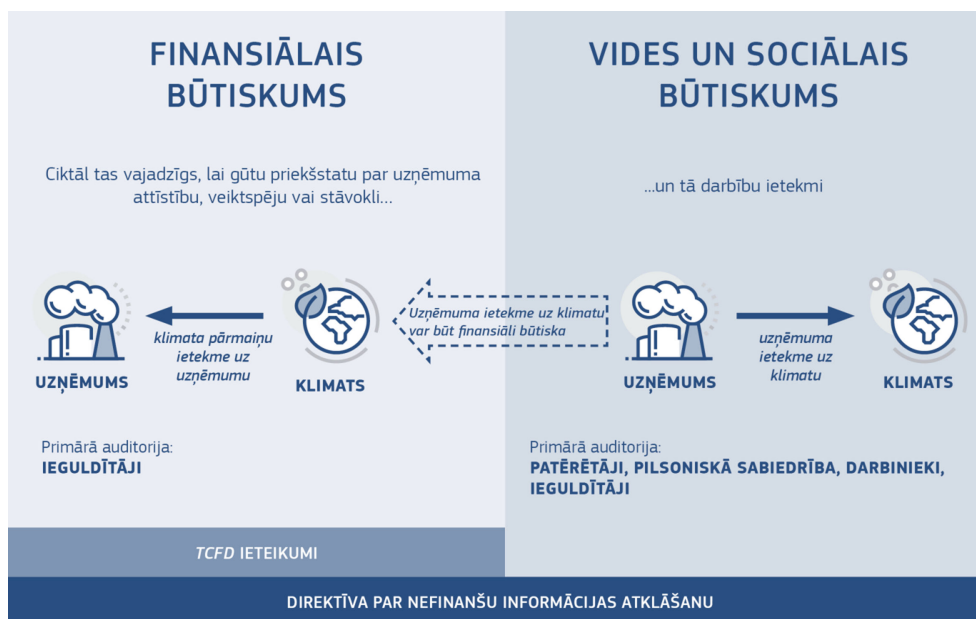 FINANSIĀLAIS
BŪTISKUMS
Ciktāl tas vajadzīgs, lai gūtu priekšstatu par uzņēmuma
attīstību, veiktspēju vai stāvokli...
klimata pārmaiņu
ietekme uz
uzņēmumu
UZŅĒMUMS
KLIMATS
Primārā auditorija:
IEGULDĪTĀJI
TCFD IETEIKUMI
Uzņēmuma ietekme uz klimatu
var būt finansiāli būtiska
VIDES UN SOCIĀLAIS
BŪTISKUMS
...un tā darbību ietekmi
uzņēmuma
ietekme uz
klimatu
UZŅĒMUMS
KLIMATS
Primārā auditorija:
PATĒRĒTĀJI, PILSONISKĀ SABIEDRĪBA, DARBINIEKI,
IEGULDĪTĀJI
DIREKTĪVA PAR NEFINANŠU INFORMĀCIJAS ATKLĀŠANU